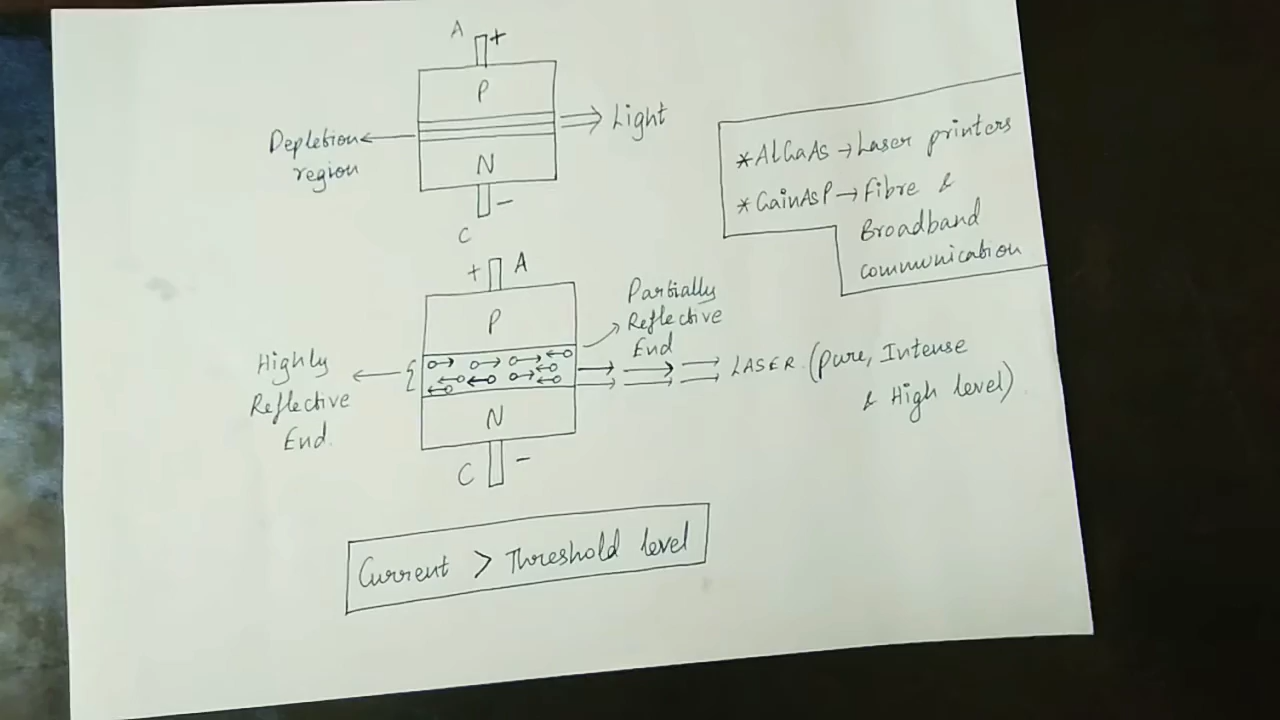 A +
P
Light
Depletion
region
N
-
C
*AlGaAs → Laser printers
*GainAsP → Fibre &
Broadband
communication
+ A
P
Partially
Reflective
End
Highly
Reflective
End.
LASER. (Pure, Intense
& High level)
N
C -
Current > Threshold level